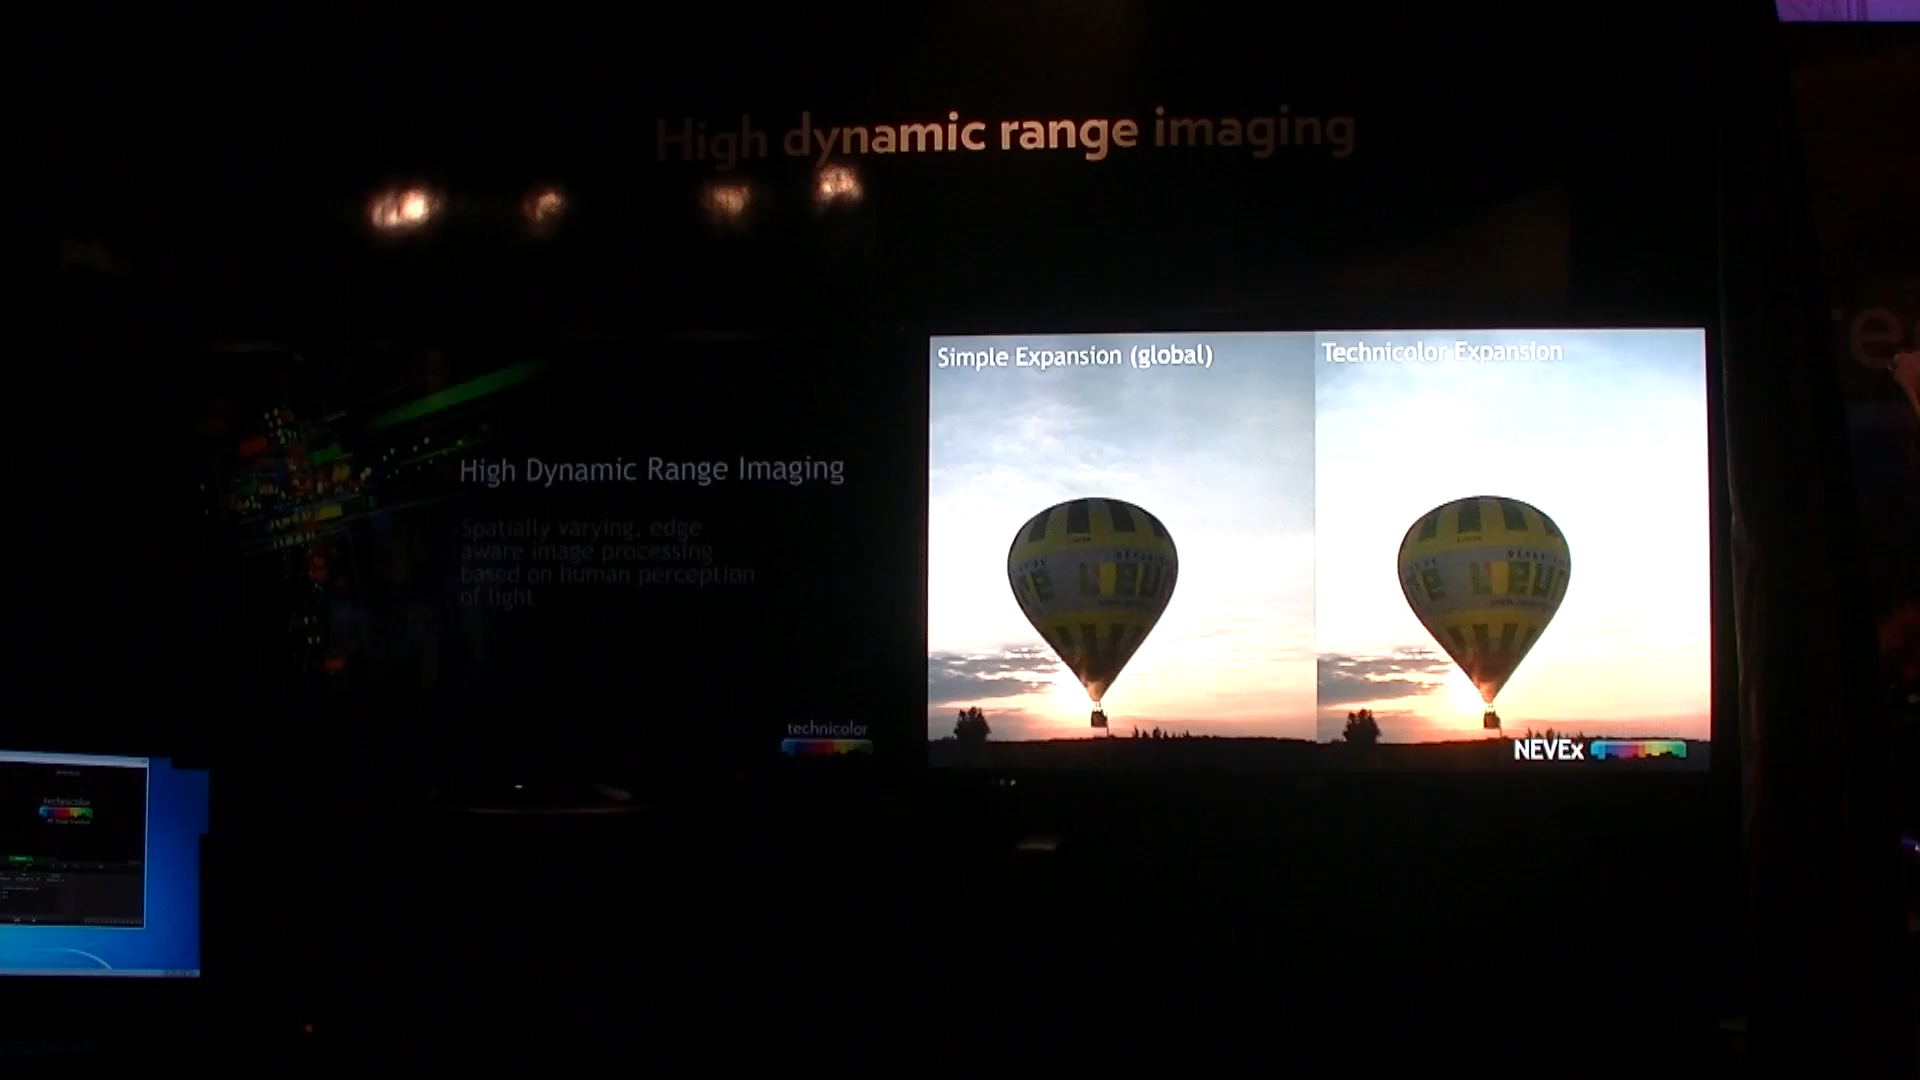 High dynamic range imaging
Simple Expansion (global)
Technicolor Expansion
High Dynamic Range Imaging
Spatially varying, edge
aware image processing
based on human perception
of light
technicolor
NEVEx
technicolor